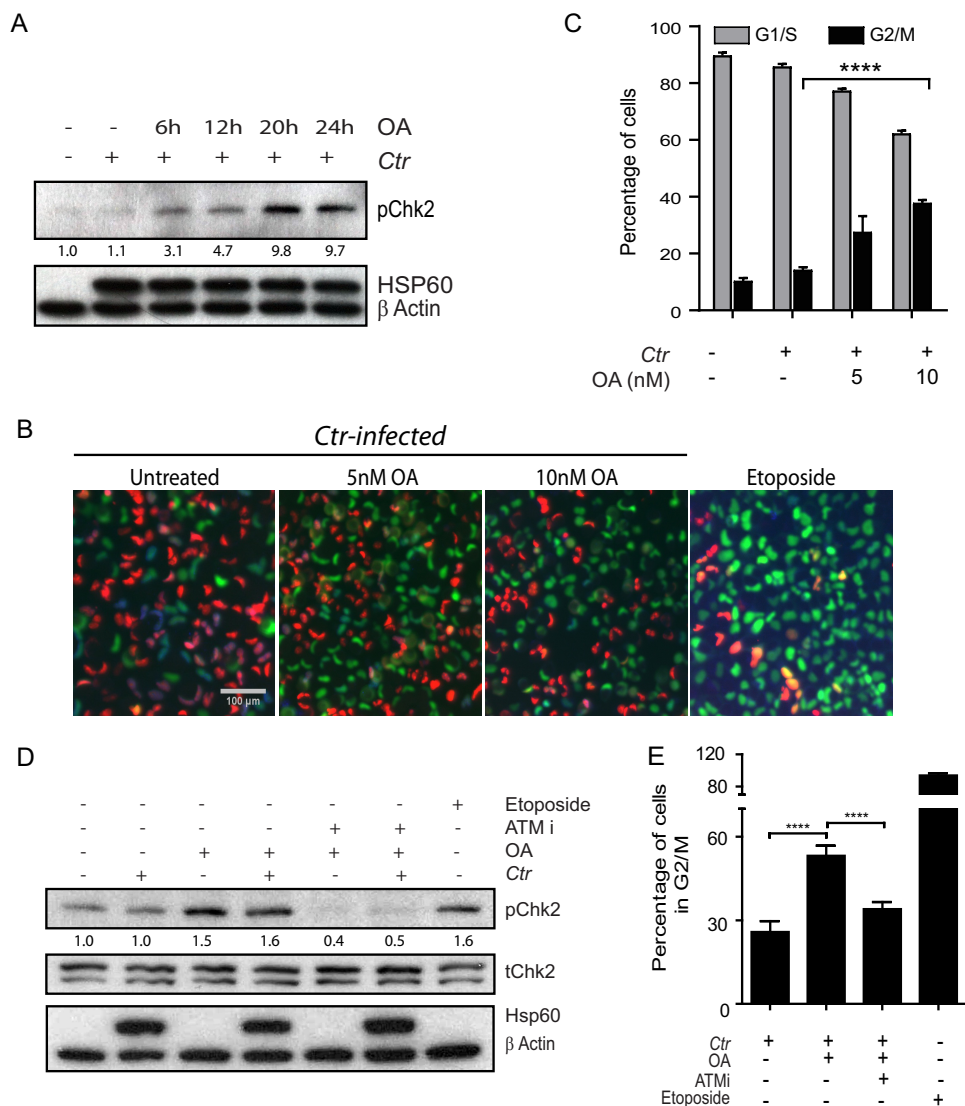 A
- - 6h 12h 20h 24h OA
- + + + + + Ctr
pChk2
1.0 1.1 3.1 4.7 9.8 9.7
HSP60
β Actin
C
G1/S G2/M
****
Percentage of cells
100
80
60
40
20
0
Ctr - + + +
OA (nM) - - 5 10
B
Ctr-infected
Untreated 5nM OA 10nM OA Etoposide
100 µm
D
- - - - - - + Etoposide
- - - - + + - ATM i
- - + + + + - OA
- + - + - + - Ctr
pChk2
1.0 1.0 1.5 1.6 0.4 0.5 1.6
tChk2
Hsp60
β Actin
E
Percentage of cells
in G2/M
120
80
60
30
0
**** ****
Ctr + + + -
OA - + + -
ATMi - - + -
Etoposide - - - +